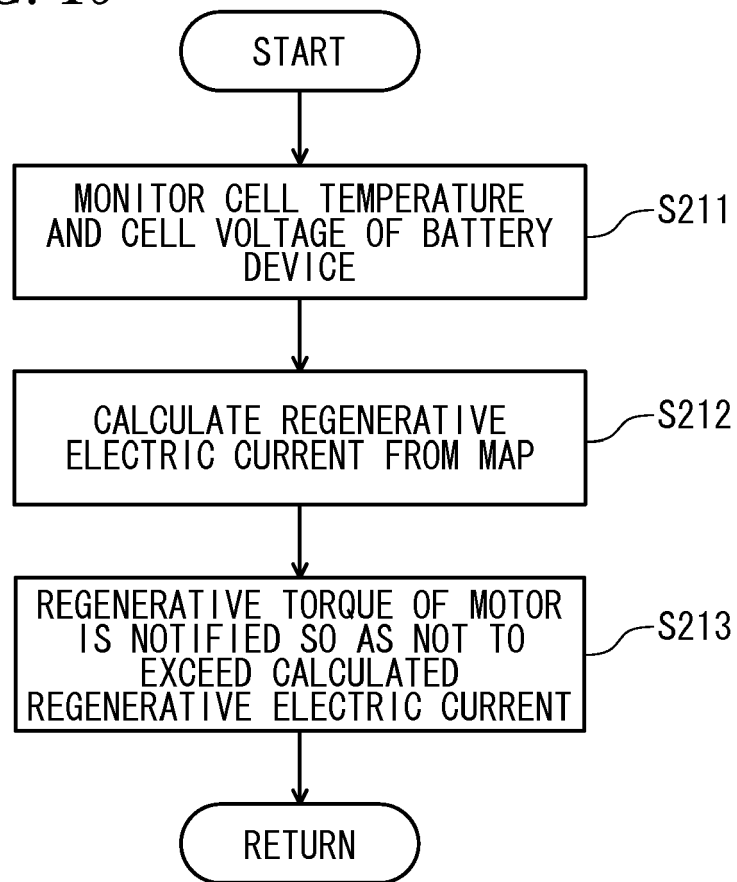 START
MONITOR CELL TEMPERATURE
AND CELL VOLTAGE OF BATTERY
DEVICE
S211
CALCULATE REGENERATIVE
ELECTRIC CURRENT FROM MAP
S212
REGENERATIVE TORQUE OF MOTOR
IS NOTIFIED SO AS NOT TO
EXCEED CALCULATED
REGENERATIVE ELECTRIC CURRENT
S213
RETURN